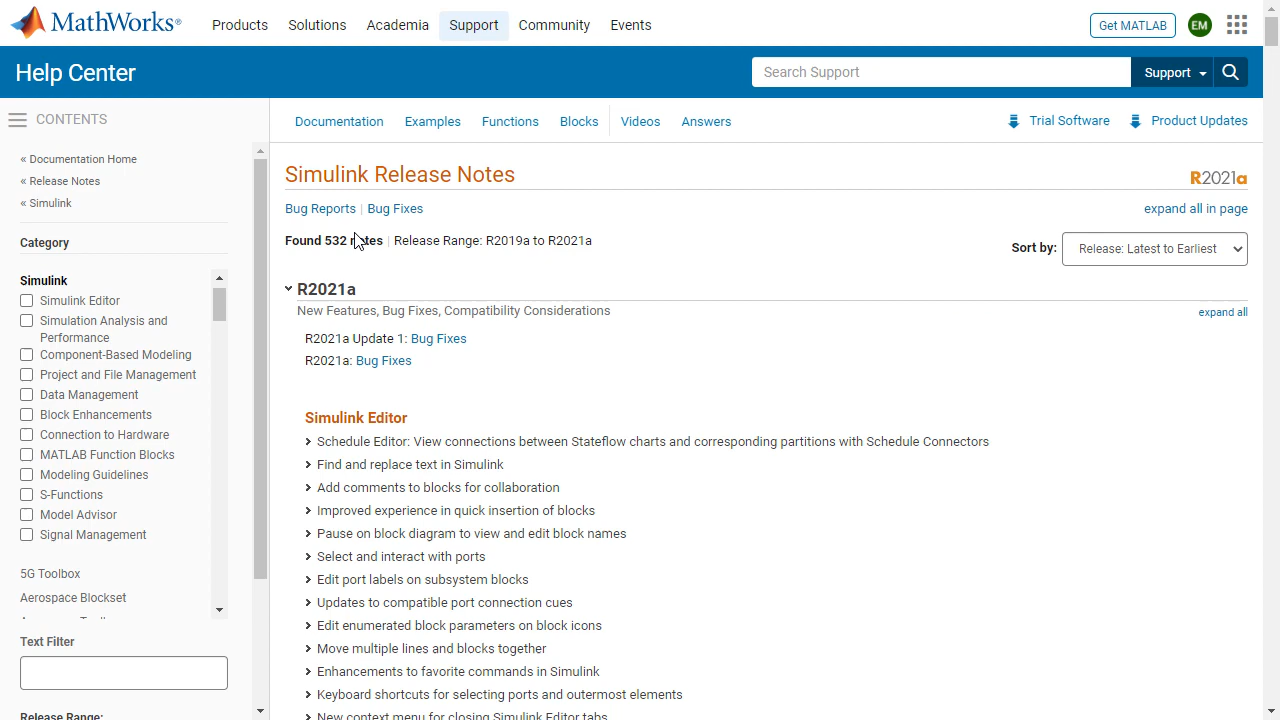 MathWorks®
Products
Solutions
Academia
Support
Community
Events
Get MATLAB
EM
Help Center
Search Support
Support
CONTENTS
« Documentation Home
« Release Notes
« Simulink
Category
Simulink
Simulink Editor
Simulation Analysis and
Performance
Component-Based Modeling
Project and File Management
Data Management
Block Enhancements
Connection to Hardware
MATLAB Function Blocks
Modeling Guidelines
S-Functions
Model Advisor
Signal Management
5G Toolbox
Aerospace Blockset
Text Filter
Release Range:
Documentation
Examples
Functions
Blocks
Videos
Answers
Trial Software
Product Updates
Simulink Release Notes
R2021a
Bug Reports | Bug Fixes
expand all in page
Found 532 notes | Release Range: R2019a to R2021a
Sort by:
Release: Latest to Earliest
R2021a
New Features, Bug Fixes, Compatibility Considerations
expand all
R2021a Update 1: Bug Fixes
R2021a: Bug Fixes
Simulink Editor
Schedule Editor: View connections between Stateflow charts and corresponding partitions with Schedule Connectors
Find and replace text in Simulink
Add comments to blocks for collaboration
Improved experience in quick insertion of blocks
Pause on block diagram to view and edit block names
Select and interact with ports
Edit port labels on subsystem blocks
Updates to compatible port connection cues
Edit enumerated block parameters on block icons
Move multiple lines and blocks together
Enhancements to favorite commands in Simulink
Keyboard shortcuts for selecting ports and outermost elements
New context menu for closing Simulink Editor tabs